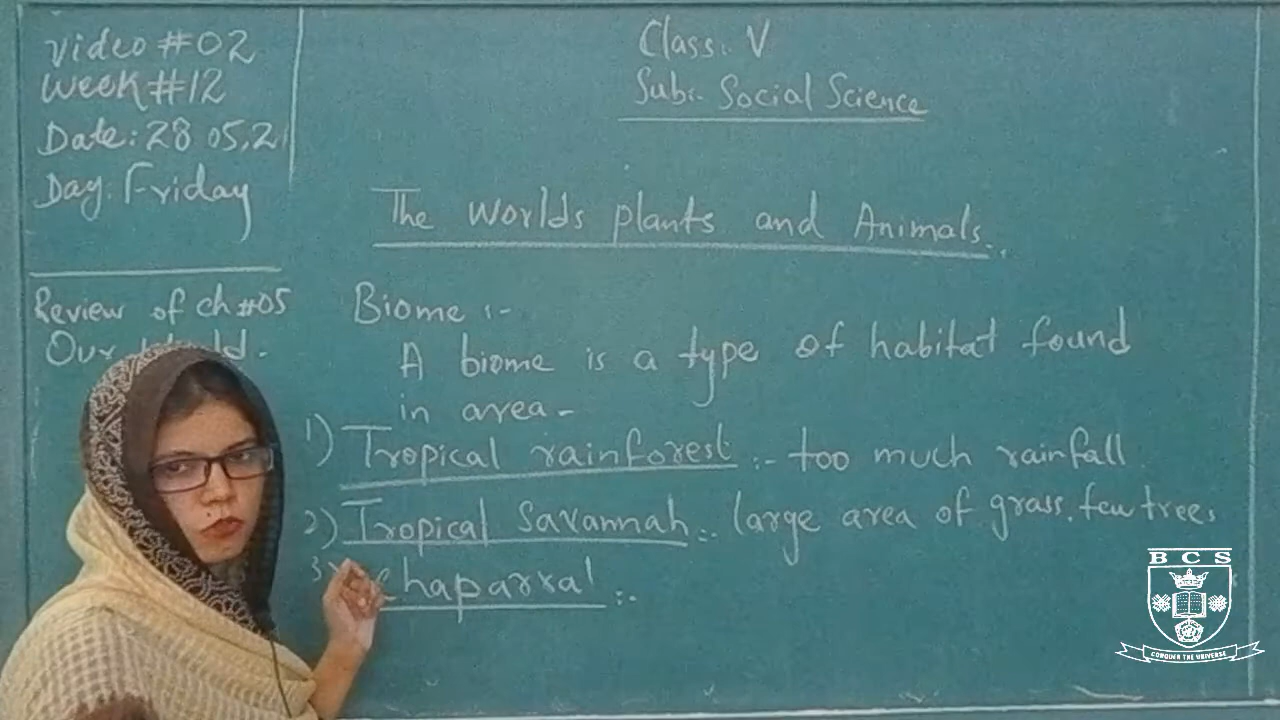 Video #02
Week #12
Date: 28 05.21
Day. Friday
Review of ch #05
Our World.
Class:. V
Sub:- Social Science
The Worlds plants and Animals..
Biome :-
A biome is a type of habitat found
in area -
1) Tropical rainforest :- too much rainfall
2) Tropical Savannah :. large area of grass. few trees
3) Chaparral :.
BCS
CONQUER THE UNIVERSE